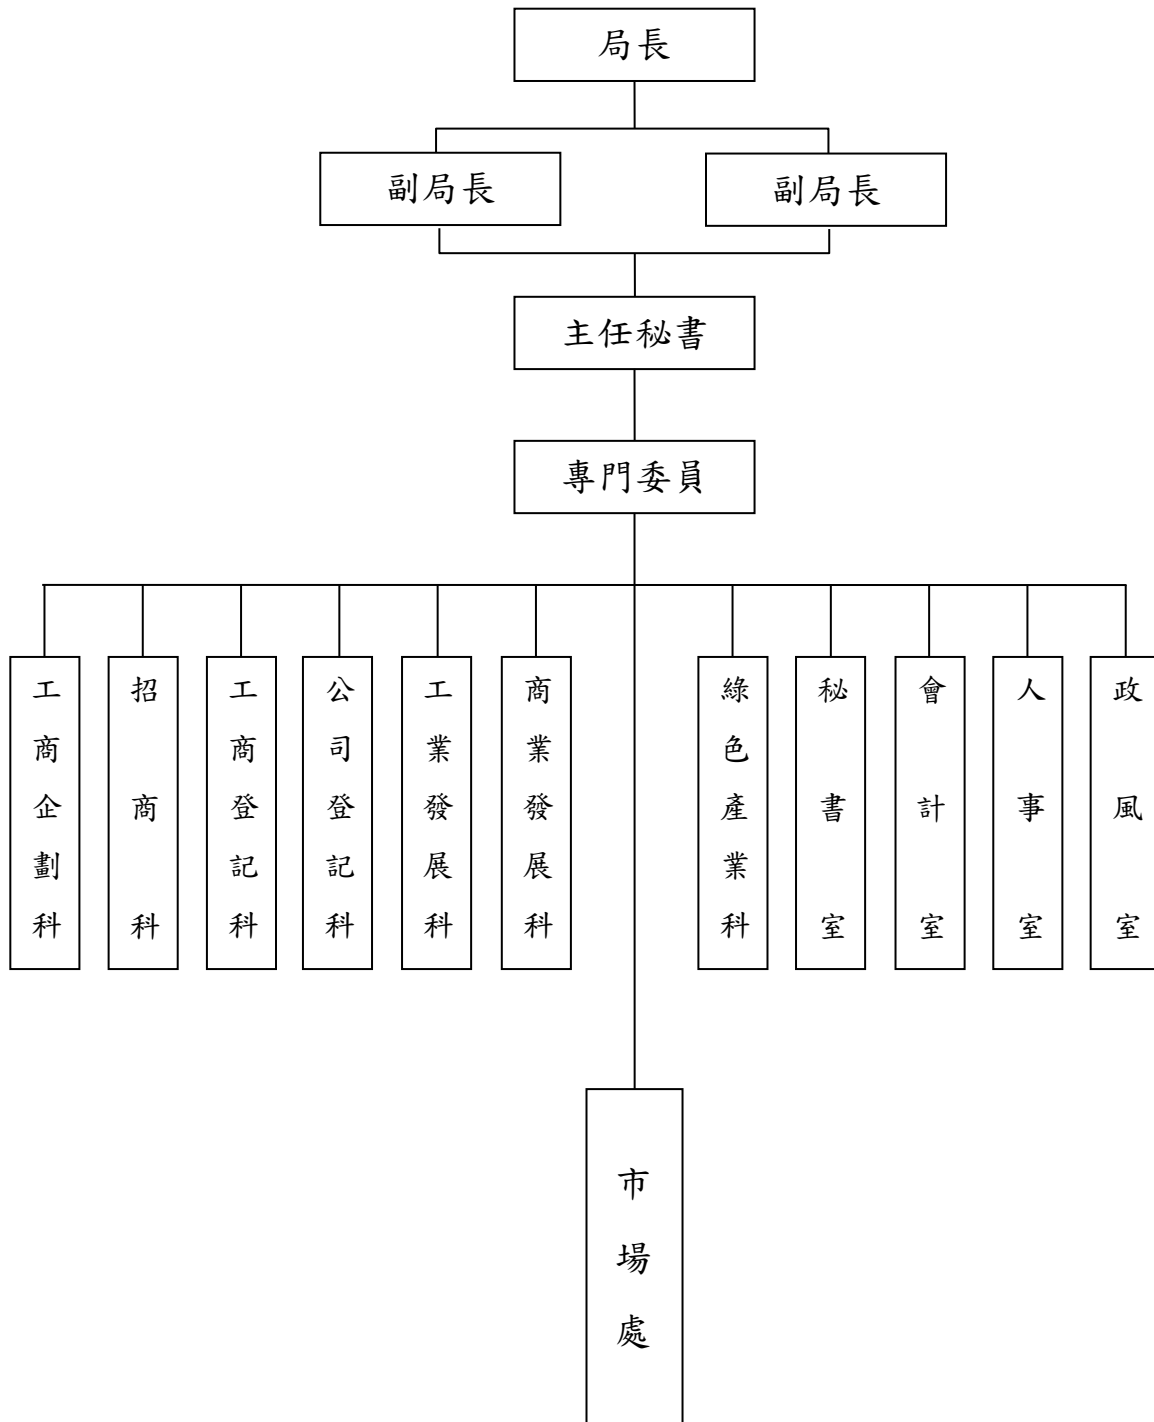 局長
副局長
副局長
主任秘書
專門委員
工商企劃科
招商科
工商登記科
公司登記科
工業發展科
商業發展科
綠色產業科
秘書室
會計室
人事室
政風室
市場處